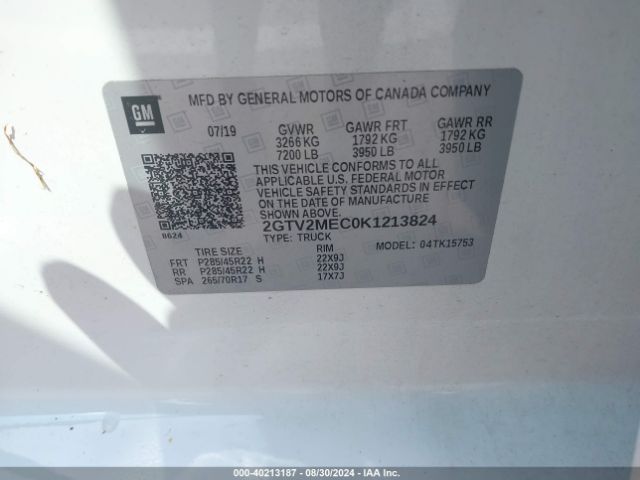 GM
MFD BY GENERAL MOTORS OF CANADA COMPANY
07/19 GVWR GAWR FRT GAWR RR
3266 KG 1792 KG 1792 KG
7200 LB 3950 LB 3950 LB
THIS VEHICLE CONFORMS TO ALL
APPLICABLE U.S. FEDERAL MOTOR
VEHICLE SAFETY STANDARDS IN EFFECT
ON THE DATE OF MANUFACTURE
SHOWN ABOVE.
8624 2GTV2MEC0K1213824
TYPE: TRUCK MODEL: 04TK15753
TIRE SIZE RIM
FRT P285/45R22 H 22X9J
RR P285/45R22 H 22X9J
SPA 265/70R17 S 17X7J
000-40213187 - 08/30/2024 - IAA Inc.